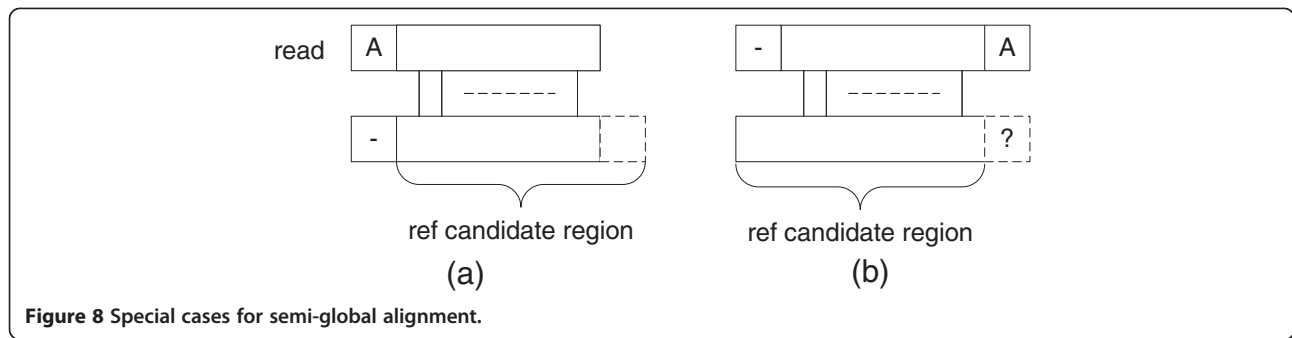 read A - A
- ?
ref candidate region ref candidate region
(a) (b)
Figure 8 Special cases for semi-global alignment.